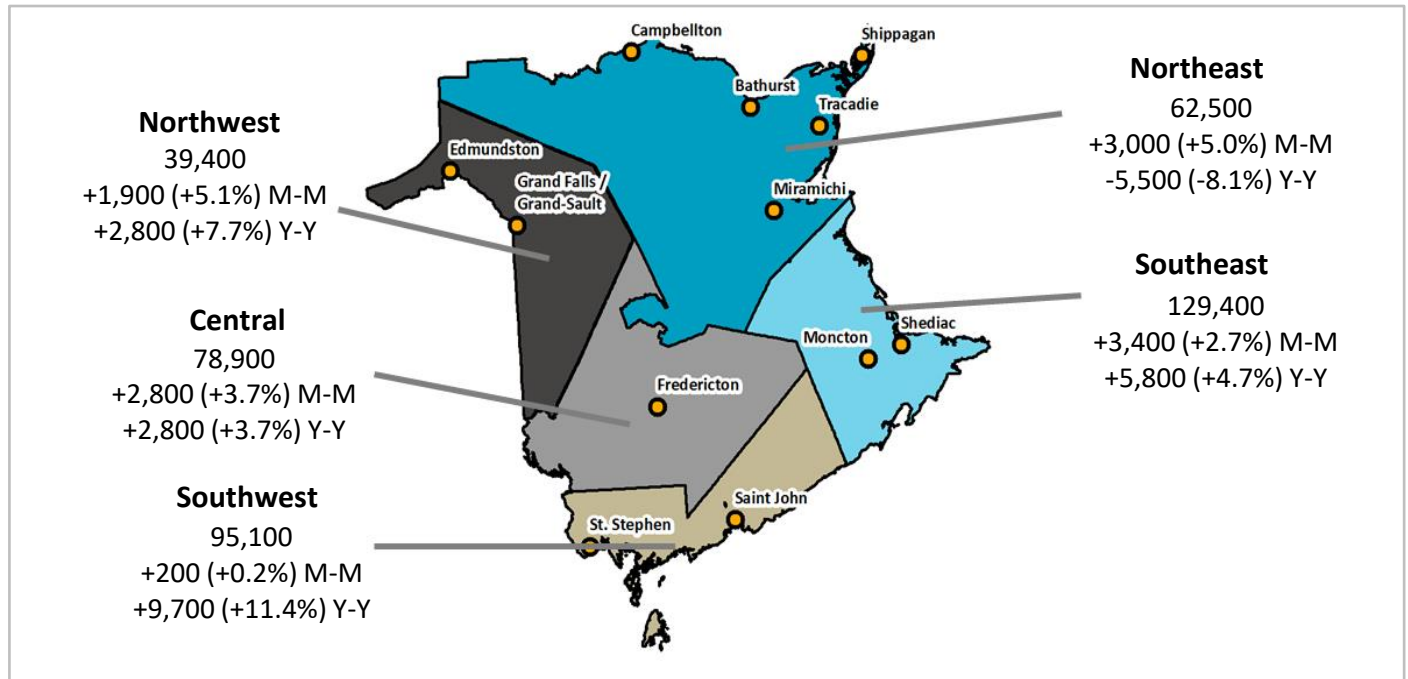 Northwest
39,400
+1,900 (+5.1%) M-M
+2,800 (+7.7%) Y-Y
Central
78,900
+2,800 (+3.7%) M-M
+2,800 (+3.7%) Y-Y
Southwest
95,100
+200 (+0.2%) M-M
+9,700 (+11.4%) Y-Y
Campbellton
Shippagan
Bathurst
Tracadie
Edmundston
Grand Falls /
Grand-Sault
Miramichi
Moncton
Shediac
Fredericton
Saint John
St. Stephen
Northeast
62,500
+3,000 (+5.0%) M-M
-5,500 (-8.1%) Y-Y
Southeast
129,400
+3,400 (+2.7%) M-M
+5,800 (+4.7%) Y-Y